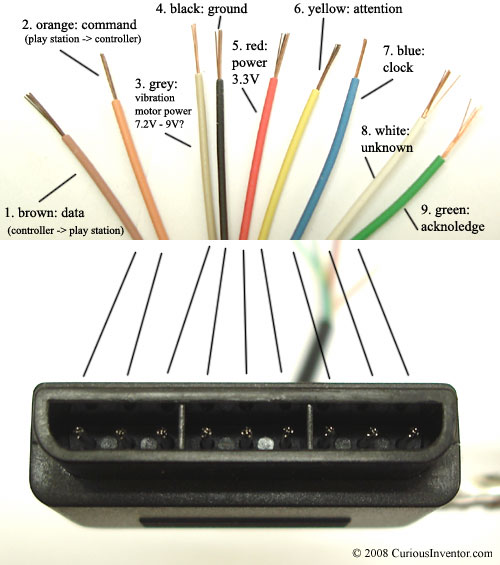 4. black: ground
6. yellow: attention
2. orange: command
(play station -> controller)
5. red:
power
3.3V
7. blue:
clock
3. grey:
vibration
motor power
7.2V - 9V?
8. white:
unknown
1. brown: data
(controller -> play station)
9. green:
acknoledge
© 2008 CuriousInventor.com